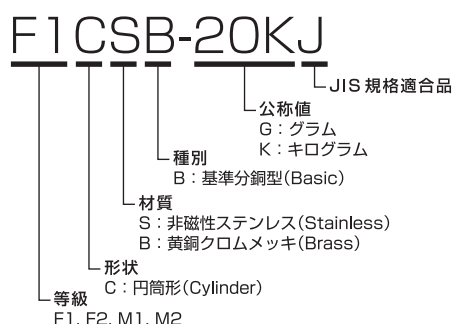 F1CSB-20KJ
JIS規格適合品
公称値
G：グラム
K：キログラム
種別
B：基準分銅型(Basic)
材質
S：非磁性ステンレス(Stainless)
B：黄銅クロムメッキ(Brass)
形状
C：円筒形(Cylinder)
等級
F1, F2, M1, M2